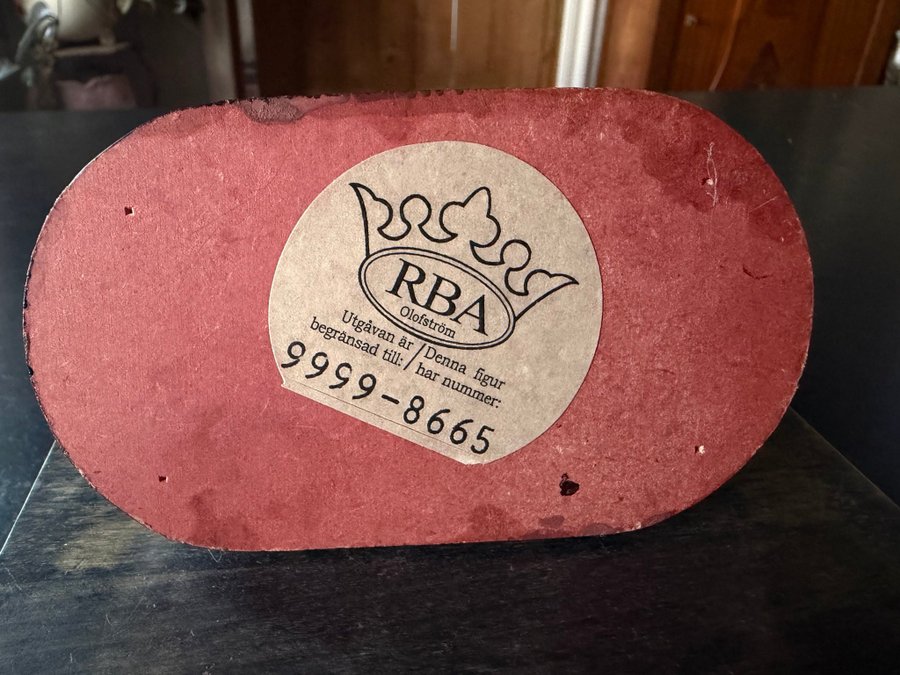 RBA
Olofström
Utgåvan är / Denna figur
begränsad till: / har nummer:
9999-8665